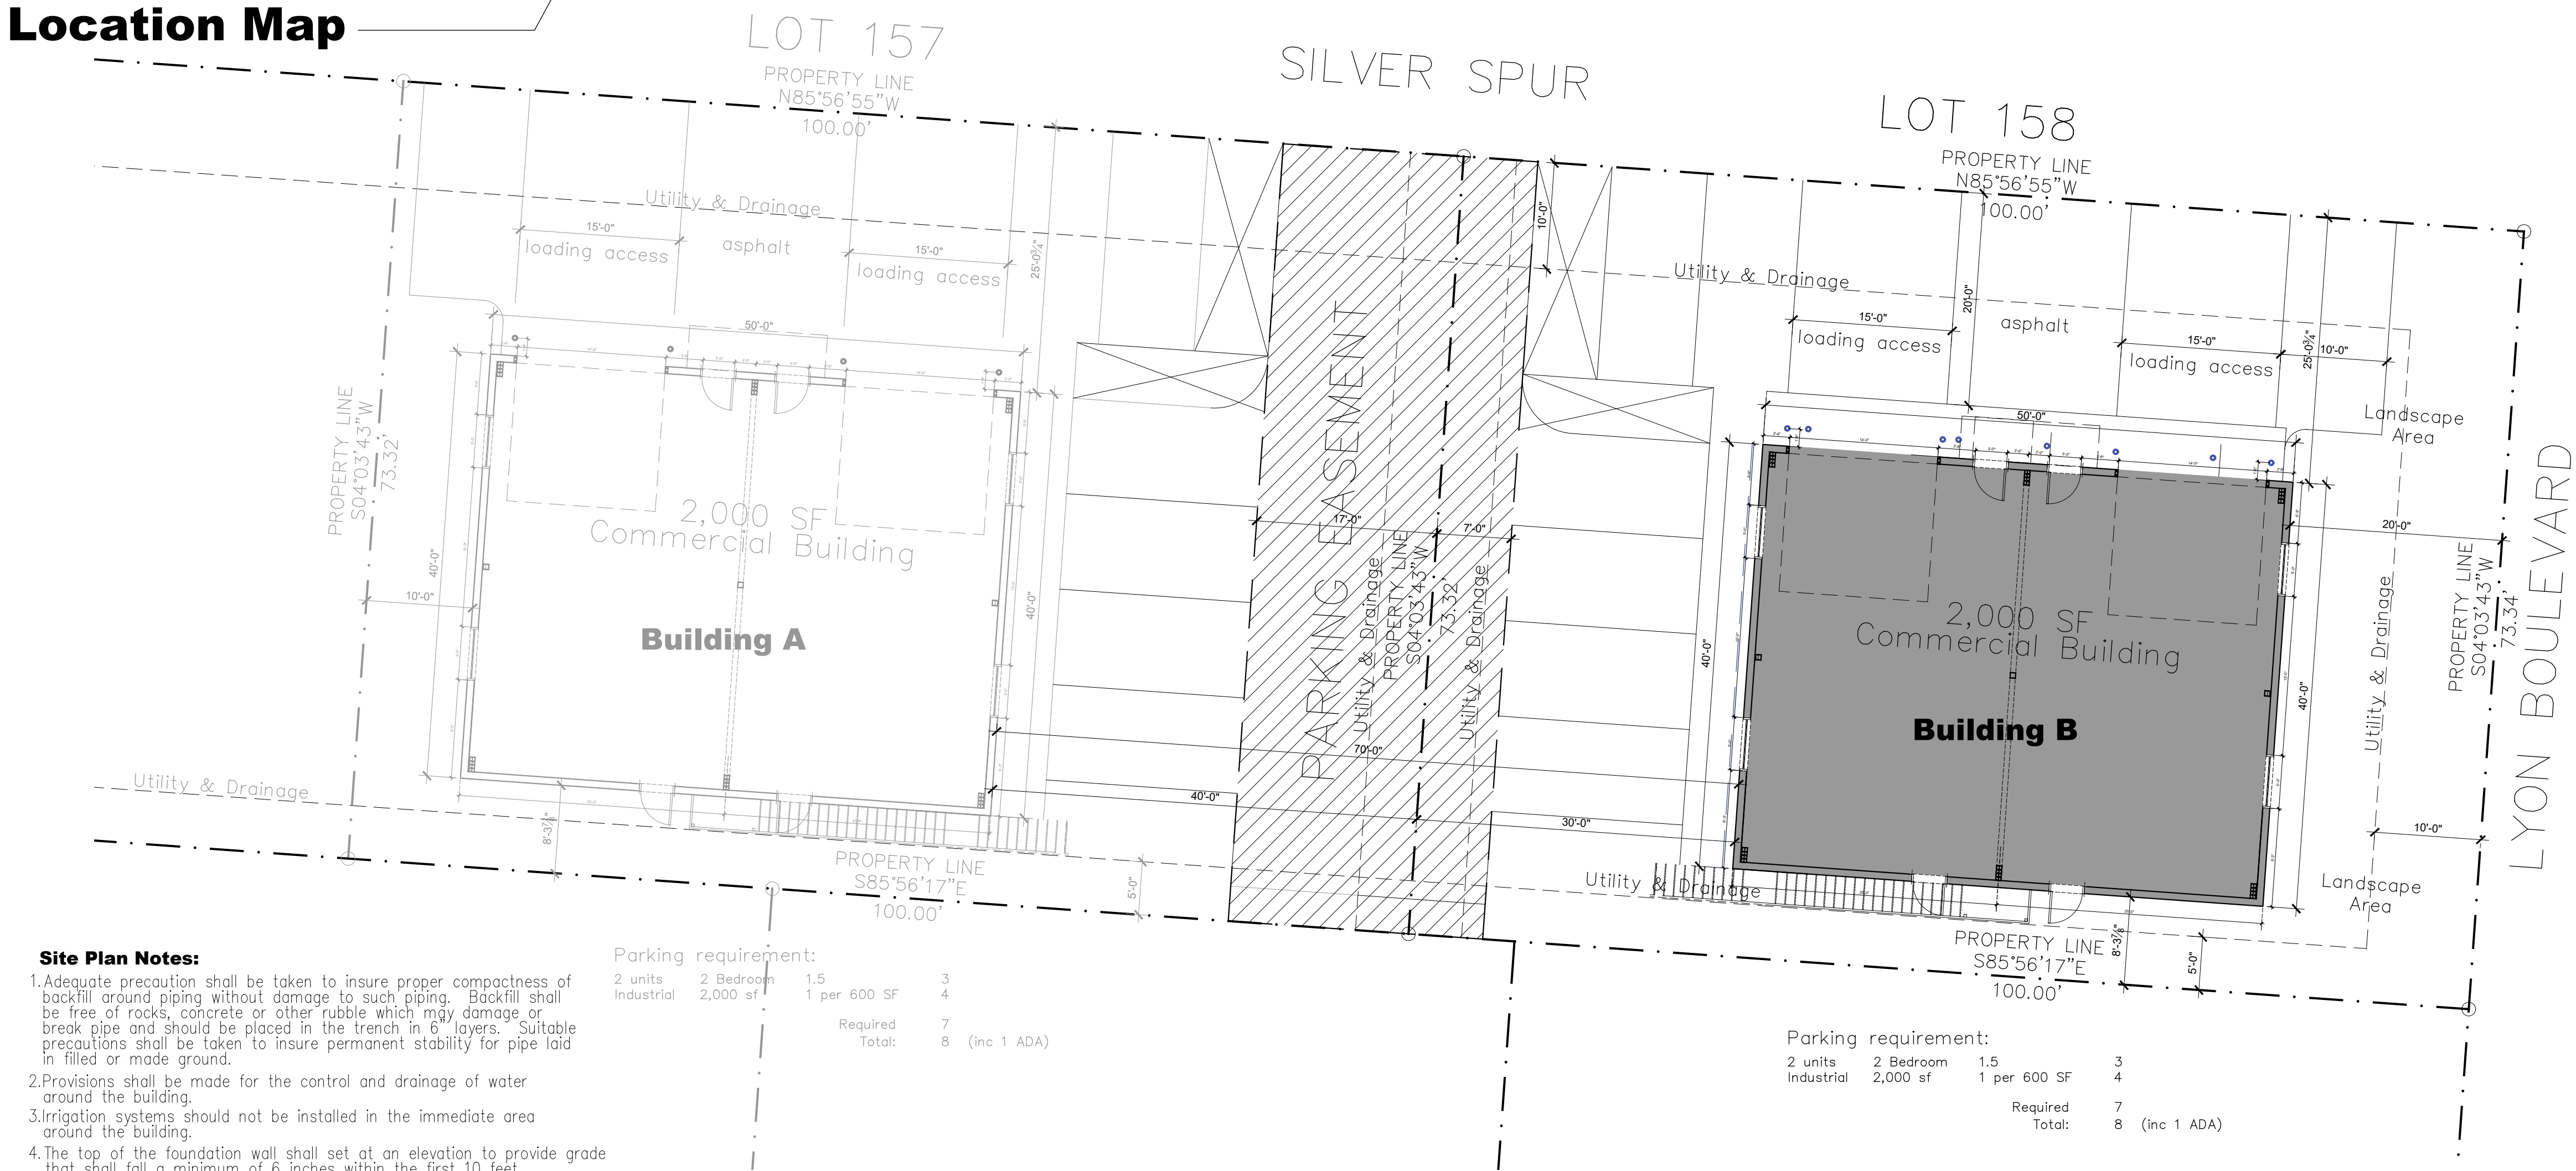 Location Map
LOT 157
PROPERTY LINE
N85°56'55"W
100.00'
SILVER SPUR
LOT 158
PROPERTY LINE
N85°56'55"W
100.00'
Utility & Drainage
15'-0"
loading access
asphalt
15'-0"
loading access
25'-0¾"
10'-0"
Utility & Drainage
20'-0"
15'-0"
loading access
asphalt
15'-0"
loading access
25'-0¾"
10'-0"
Landscape
Area
50'-0"
50'-0"
PROPERTY LINE
S04°03'43"W
73.32'
40'-0"
10'-0"
2,000 SF
Commercial Building
Building A
40'-0"
PARKING EASEMENT
17'-0"
7'-0"
Utility & Drainage
PROPERTY LINE
S04°03'43"W
73.32'
Utility & Drainage
70'-0"
40'-0"
30'-0"
40'-0"
2,000 SF
Commercial Building
Building B
40'-0"
20'-0"
Utility & Drainage
PROPERTY LINE
S04°03'43"W
73.34'
LYON BOULEVARD
10'-0"
Landscape
Area
Utility & Drainage
8'-3⅞"
PROPERTY LINE
S85°56'17"E
100.00'
5'-0"
Utility & Drainage
PROPERTY LINE
S85°56'17"E
100.00'
8'-3⅞"
5'-0"
Site Plan Notes:
1.Adequate precaution shall be taken to insure proper compactness of
backfill around piping without damage to such piping. Backfill shall
be free of rocks, concrete or other rubble which may damage or
break pipe and should be placed in the trench in 6" layers. Suitable
precautions shall be taken to insure permanent stability for pipe laid
in filled or made ground.
2.Provisions shall be made for the control and drainage of water
around the building.
3.Irrigation systems should not be installed in the immediate area
around the building.
4.The top of the foundation wall shall set at an elevation to provide grade
that shall fall a minimum of 6 inches within the first 10 feet
Parking requirement:
2 units 2 Bedroom 1.5 3
Industrial 2,000 sf 1 per 600 SF 4
Required 7
Total: 8 (inc 1 ADA)
Parking requirement:
2 units 2 Bedroom 1.5 3
Industrial 2,000 sf 1 per 600 SF 4
Required 7
Total: 8 (inc 1 ADA)